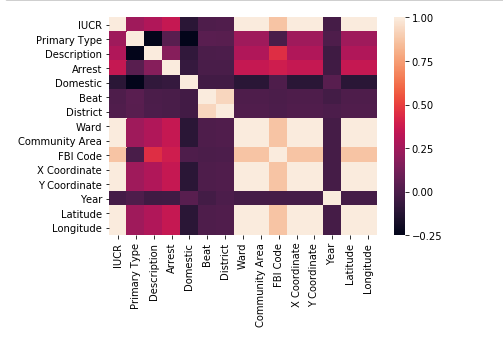 IUCR
Primary Type
Description
Arrest
Domestic
Beat
District
Ward
Community Area
FBI Code
X Coordinate
Y Coordinate
Year
Latitude
Longitude
IUCR
Primary Type
Description
Arrest
Domestic
Beat
District
Ward
Community Area
FBI Code
X Coordinate
Y Coordinate
Year
Latitude
Longitude
1.00
0.75
0.50
0.25
0.00
−0.25